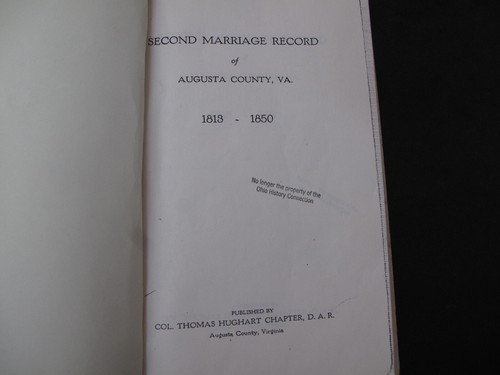 SECOND MARRIAGE RECORD
of
AUGUSTA COUNTY, VA.
1813 - 1850
No longer the property of the
Ohio History Connection
PUBLISHED BY
COL. THOMAS HUGHART CHAPTER, D. A. R.
Augusta County, Virginia